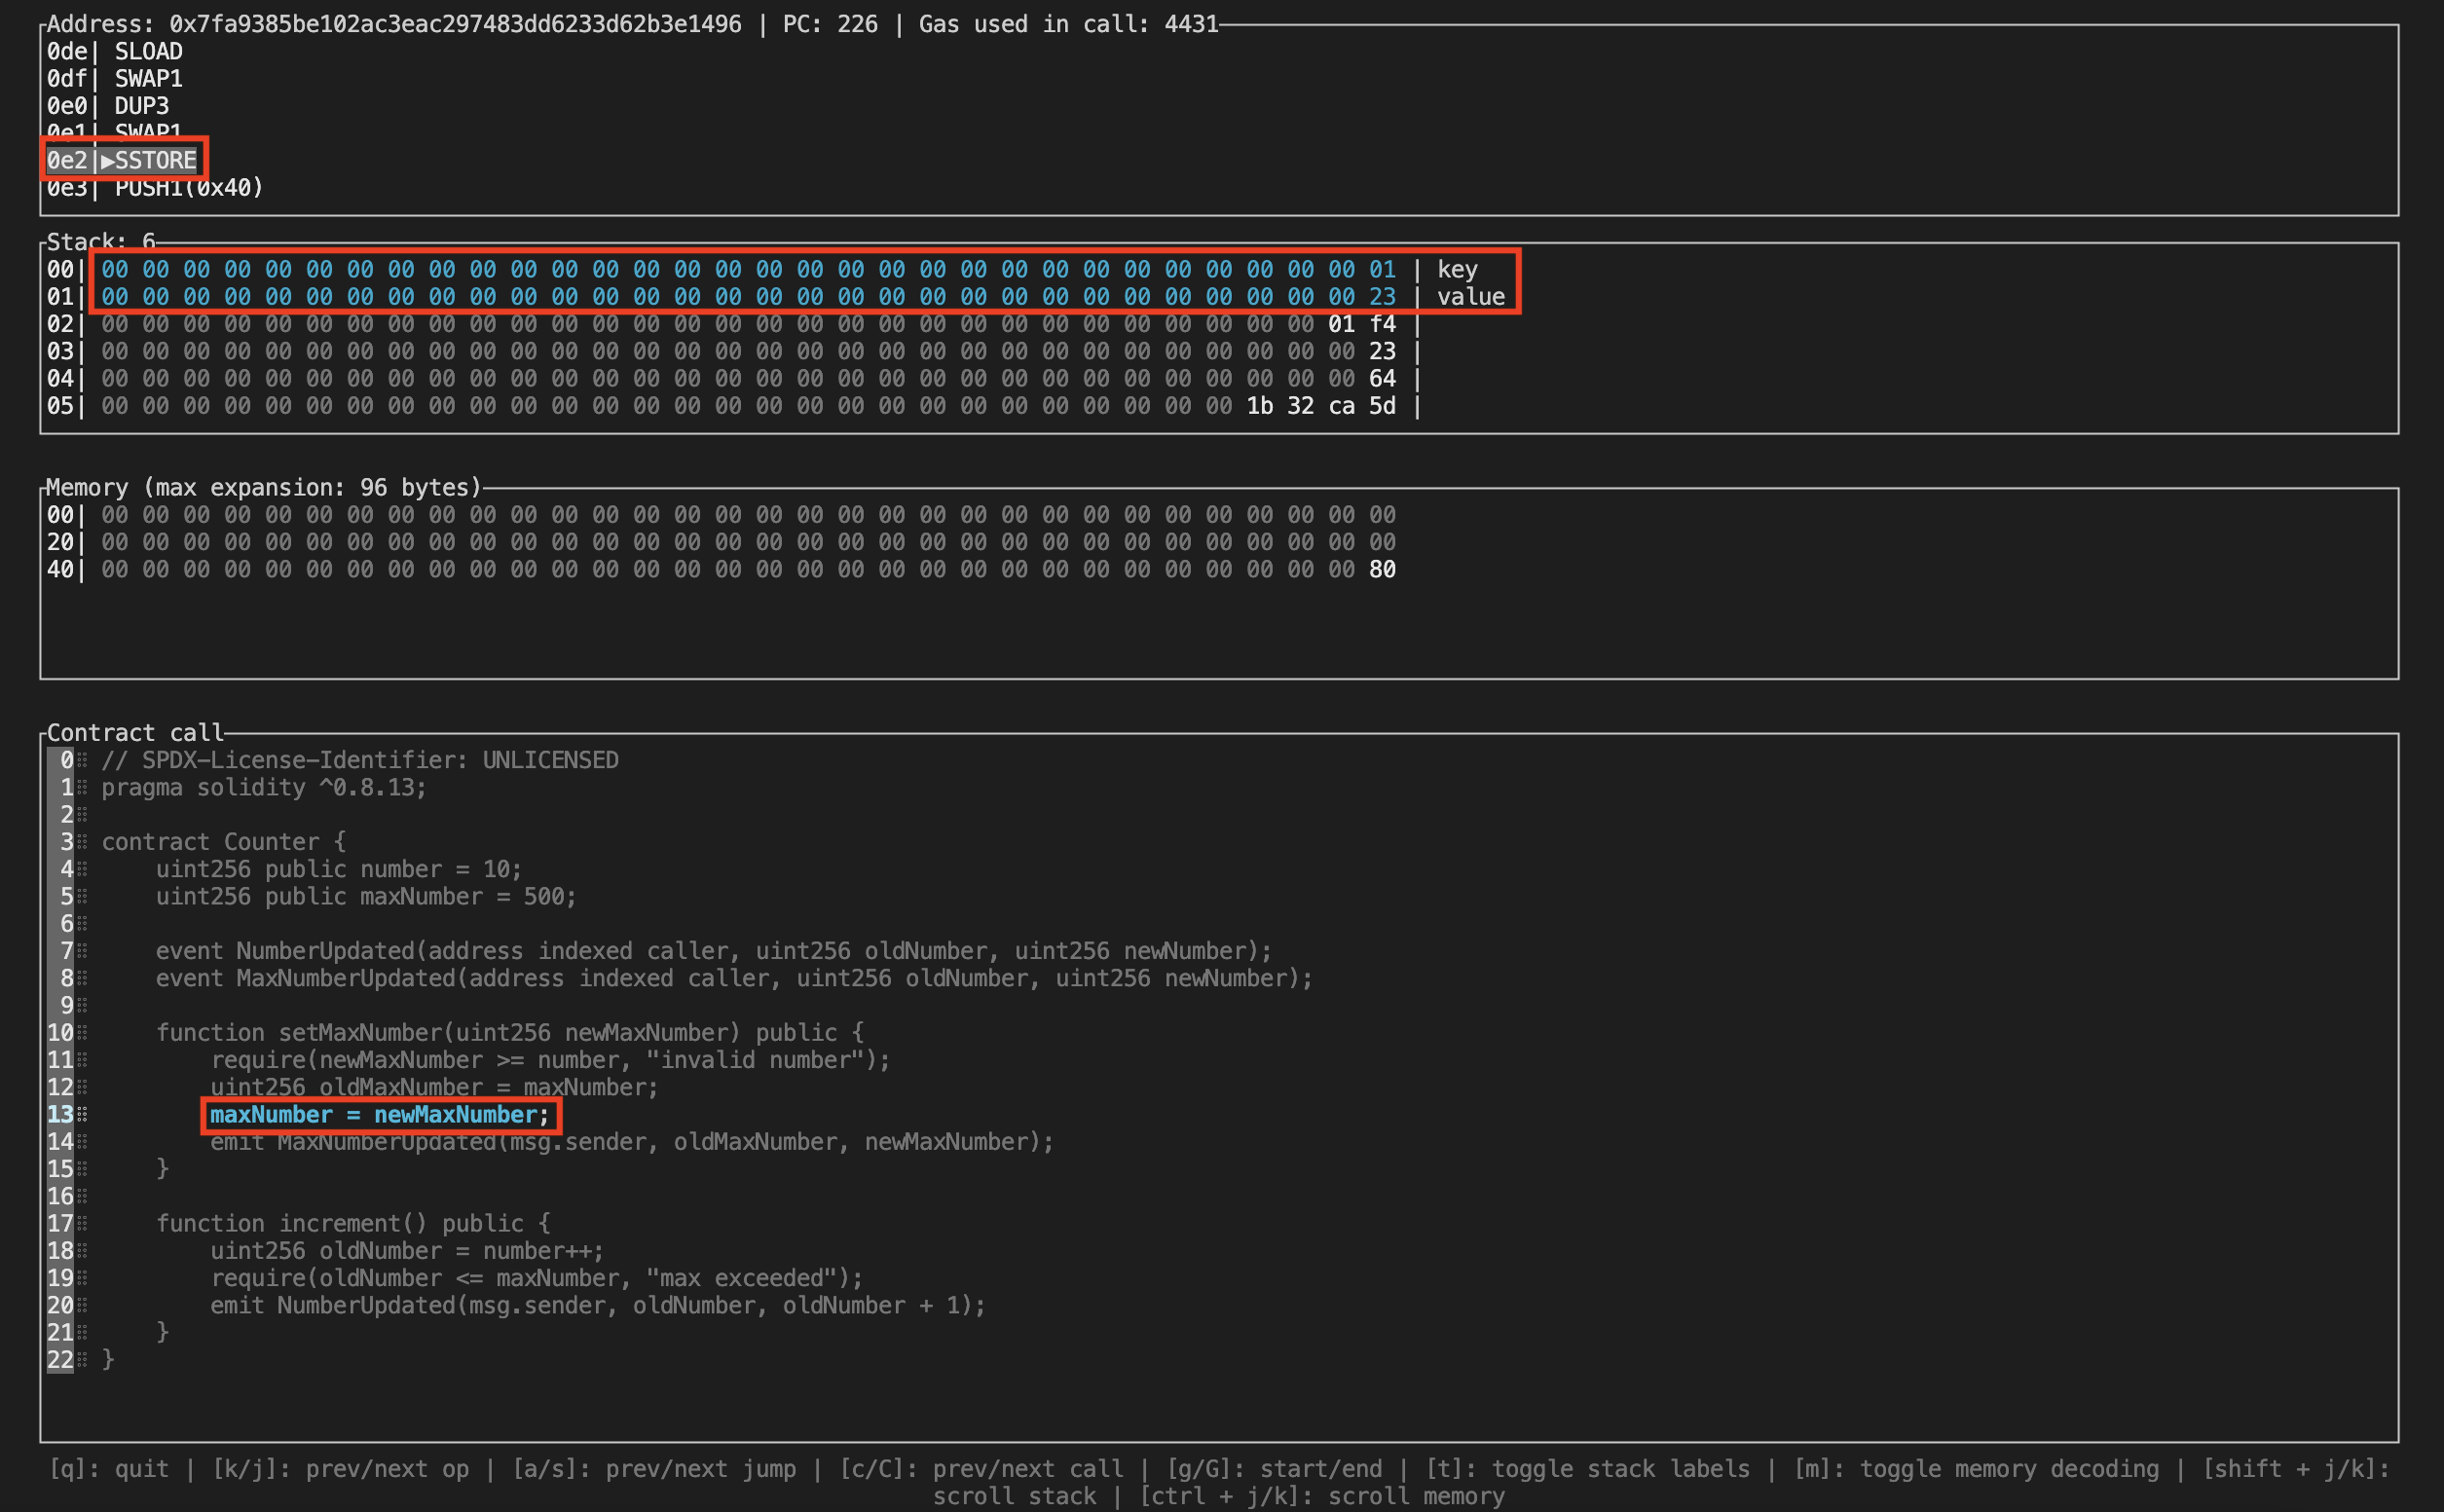 Address: 0x7fa9385be102ac3eac297483dd6233d62b3e1496 | PC: 226 | Gas used in call: 4431
0de| SLOAD
0df| SWAP1
0e0| DUP3
0e1| SWAP1
0e2|▶SSTORE
0e3| PUSH1(0x40)
Stack: 6
00| 00 00 00 00 00 00 00 00 00 00 00 00 00 00 00 00 00 00 00 00 00 00 00 00 00 00 00 00 00 00 00 01 | key
01| 00 00 00 00 00 00 00 00 00 00 00 00 00 00 00 00 00 00 00 00 00 00 00 00 00 00 00 00 00 00 00 23 | value
02| 00 00 00 00 00 00 00 00 00 00 00 00 00 00 00 00 00 00 00 00 00 00 00 00 00 00 00 00 00 00 01 f4 |
03| 00 00 00 00 00 00 00 00 00 00 00 00 00 00 00 00 00 00 00 00 00 00 00 00 00 00 00 00 00 00 00 23 |
04| 00 00 00 00 00 00 00 00 00 00 00 00 00 00 00 00 00 00 00 00 00 00 00 00 00 00 00 00 00 00 00 64 |
05| 00 00 00 00 00 00 00 00 00 00 00 00 00 00 00 00 00 00 00 00 00 00 00 00 00 00 00 00 1b 32 ca 5d |
Memory (max expansion: 96 bytes)
00| 00 00 00 00 00 00 00 00 00 00 00 00 00 00 00 00 00 00 00 00 00 00 00 00 00 00 00 00 00 00 00 00
20| 00 00 00 00 00 00 00 00 00 00 00 00 00 00 00 00 00 00 00 00 00 00 00 00 00 00 00 00 00 00 00 00
40| 00 00 00 00 00 00 00 00 00 00 00 00 00 00 00 00 00 00 00 00 00 00 00 00 00 00 00 00 00 00 00 80
Contract call
0 // SPDX-License-Identifier: UNLICENSED
1 pragma solidity ^0.8.13;
2
3 contract Counter {
4     uint256 public number = 10;
5     uint256 public maxNumber = 500;
6
7     event NumberUpdated(address indexed caller, uint256 oldNumber, uint256 newNumber);
8     event MaxNumberUpdated(address indexed caller, uint256 oldNumber, uint256 newNumber);
9
10     function setMaxNumber(uint256 newMaxNumber) public {
11         require(newMaxNumber >= number, "invalid number");
12         uint256 oldMaxNumber = maxNumber;
13         maxNumber = newMaxNumber;
14         emit MaxNumberUpdated(msg.sender, oldMaxNumber, newMaxNumber);
15     }
16
17     function increment() public {
18         uint256 oldNumber = number++;
19         require(oldNumber <= maxNumber, "max exceeded");
20         emit NumberUpdated(msg.sender, oldNumber, oldNumber + 1);
21     }
22 }
[q]: quit | [k/j]: prev/next op | [a/s]: prev/next jump | [c/C]: prev/next call | [g/G]: start/end | [t]: toggle stack labels | [m]: toggle memory decoding | [shift + j/k]:
scroll stack | [ctrl + j/k]: scroll memory